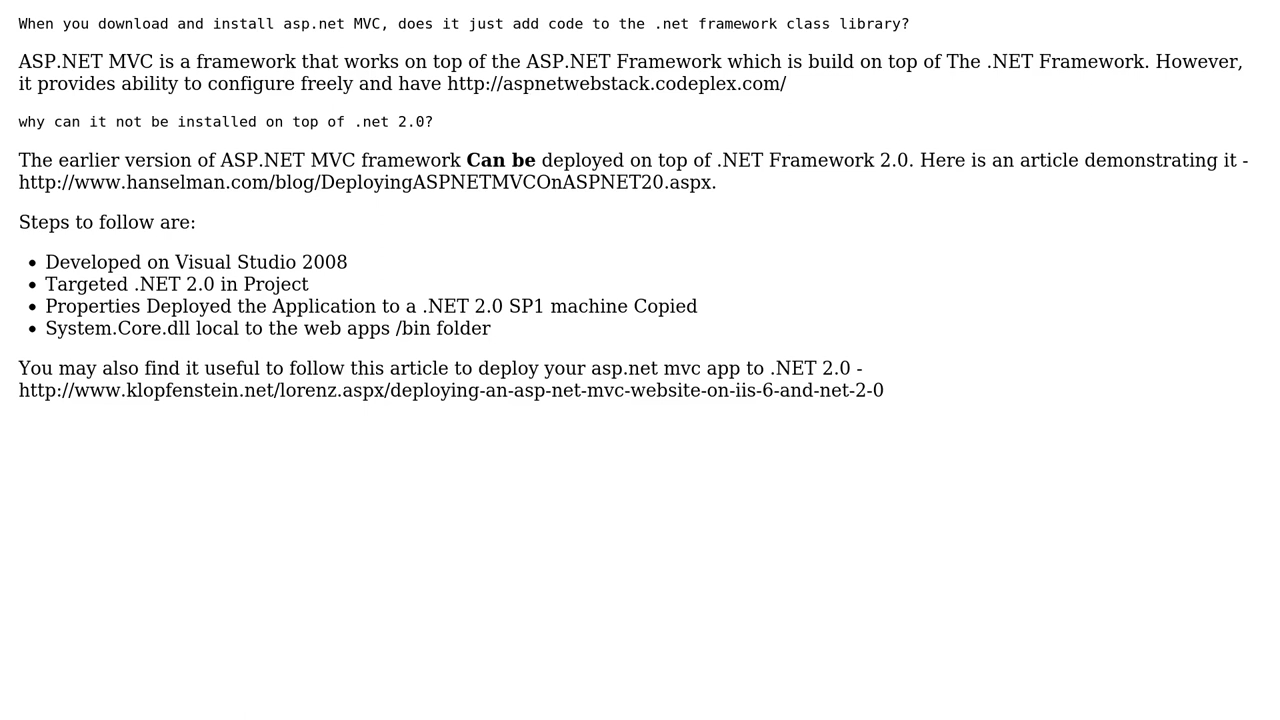 When you download and install asp.net MVC, does it just add code to the .net framework class library?
ASP.NET MVC is a framework that works on top of the ASP.NET Framework which is build on top of The .NET Framework. However,
it provides ability to configure freely and have http://aspnetwebstack.codeplex.com/
why can it not be installed on top of .net 2.0?
The earlier version of ASP.NET MVC framework Can be deployed on top of .NET Framework 2.0. Here is an article demonstrating it -
http://www.hanselman.com/blog/DeployingASPNETMVCOnASPNET20.aspx.
Steps to follow are:
• Developed on Visual Studio 2008
• Targeted .NET 2.0 in Project
• Properties Deployed the Application to a .NET 2.0 SP1 machine Copied
• System.Core.dll local to the web apps /bin folder
You may also find it useful to follow this article to deploy your asp.net mvc app to .NET 2.0 -
http://www.klopfenstein.net/lorenz.aspx/deploying-an-asp-net-mvc-website-on-iis-6-and-net-2-0